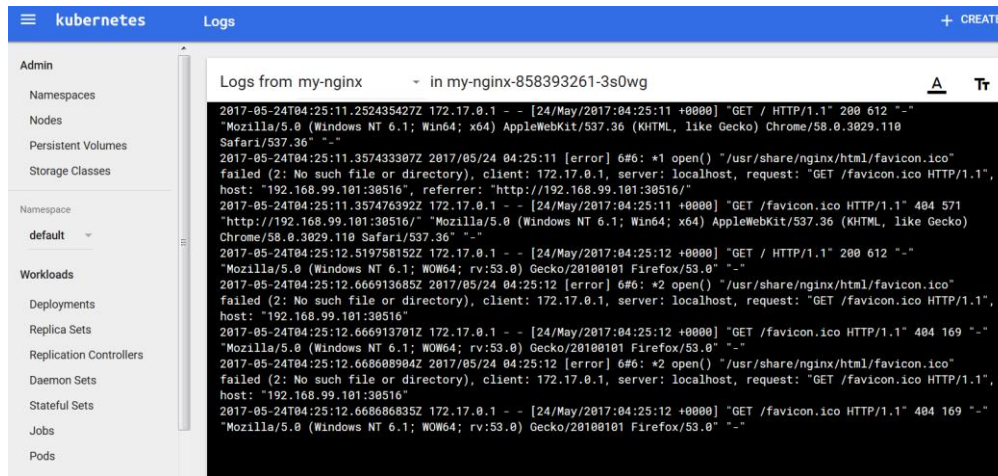 kubernetes
Logs
+ CREATE
Admin
Namespaces
Nodes
Persistent Volumes
Storage Classes
Namespace
default
Workloads
Deployments
Replica Sets
Replication Controllers
Daemon Sets
Stateful Sets
Jobs
Pods
Logs from my-nginx in my-nginx-858393261-3s0wg
A Tт
2017-05-24T04:25:11.252435427Z 172.17.0.1 - - [24/May/2017:04:25:11 +0000] "GET / HTTP/1.1" 200 612 "-"
"Mozilla/5.0 (Windows NT 6.1; Win64; x64) AppleWebKit/537.36 (KHTML, like Gecko) Chrome/58.0.3029.110
Safari/537.36" "-"
2017-05-24T04:25:11.357433307Z 2017/05/24 04:25:11 [error] 6#6: *1 open() "/usr/share/nginx/html/favicon.ico"
failed (2: No such file or directory), client: 172.17.0.1, server: localhost, request: "GET /favicon.ico HTTP/1.1",
host: "192.168.99.101:30516", referrer: "http://192.168.99.101:30516/"
2017-05-24T04:25:11.357476392Z 172.17.0.1 - - [24/May/2017:04:25:11 +0000] "GET /favicon.ico HTTP/1.1" 404 571
"http://192.168.99.101:30516/" "Mozilla/5.0 (Windows NT 6.1; Win64; x64) AppleWebKit/537.36 (KHTML, like Gecko)
Chrome/58.0.3029.110 Safari/537.36" "-"
2017-05-24T04:25:12.519758152Z 172.17.0.1 - - [24/May/2017:04:25:12 +0000] "GET / HTTP/1.1" 200 612 "-"
"Mozilla/5.0 (Windows NT 6.1; WOW64; rv:53.0) Gecko/20100101 Firefox/53.0" "-"
2017-05-24T04:25:12.666913685Z 2017/05/24 04:25:12 [error] 6#6: *2 open() "/usr/share/nginx/html/favicon.ico"
failed (2: No such file or directory), client: 172.17.0.1, server: localhost, request: "GET /favicon.ico HTTP/1.1",
host: "192.168.99.101:30516"
2017-05-24T04:25:12.666913701Z 172.17.0.1 - - [24/May/2017:04:25:12 +0000] "GET /favicon.ico HTTP/1.1" 404 169 "-"
"Mozilla/5.0 (Windows NT 6.1; WOW64; rv:53.0) Gecko/20100101 Firefox/53.0" "-"
2017-05-24T04:25:12.668608904Z 2017/05/24 04:25:12 [error] 6#6: *2 open() "/usr/share/nginx/html/favicon.ico"
failed (2: No such file or directory), client: 172.17.0.1, server: localhost, request: "GET /favicon.ico HTTP/1.1",
host: "192.168.99.101:30516"
2017-05-24T04:25:12.668686835Z 172.17.0.1 - - [24/May/2017:04:25:12 +0000] "GET /favicon.ico HTTP/1.1" 404 169 "-"
"Mozilla/5.0 (Windows NT 6.1; WOW64; rv:53.0) Gecko/20100101 Firefox/53.0" "-"